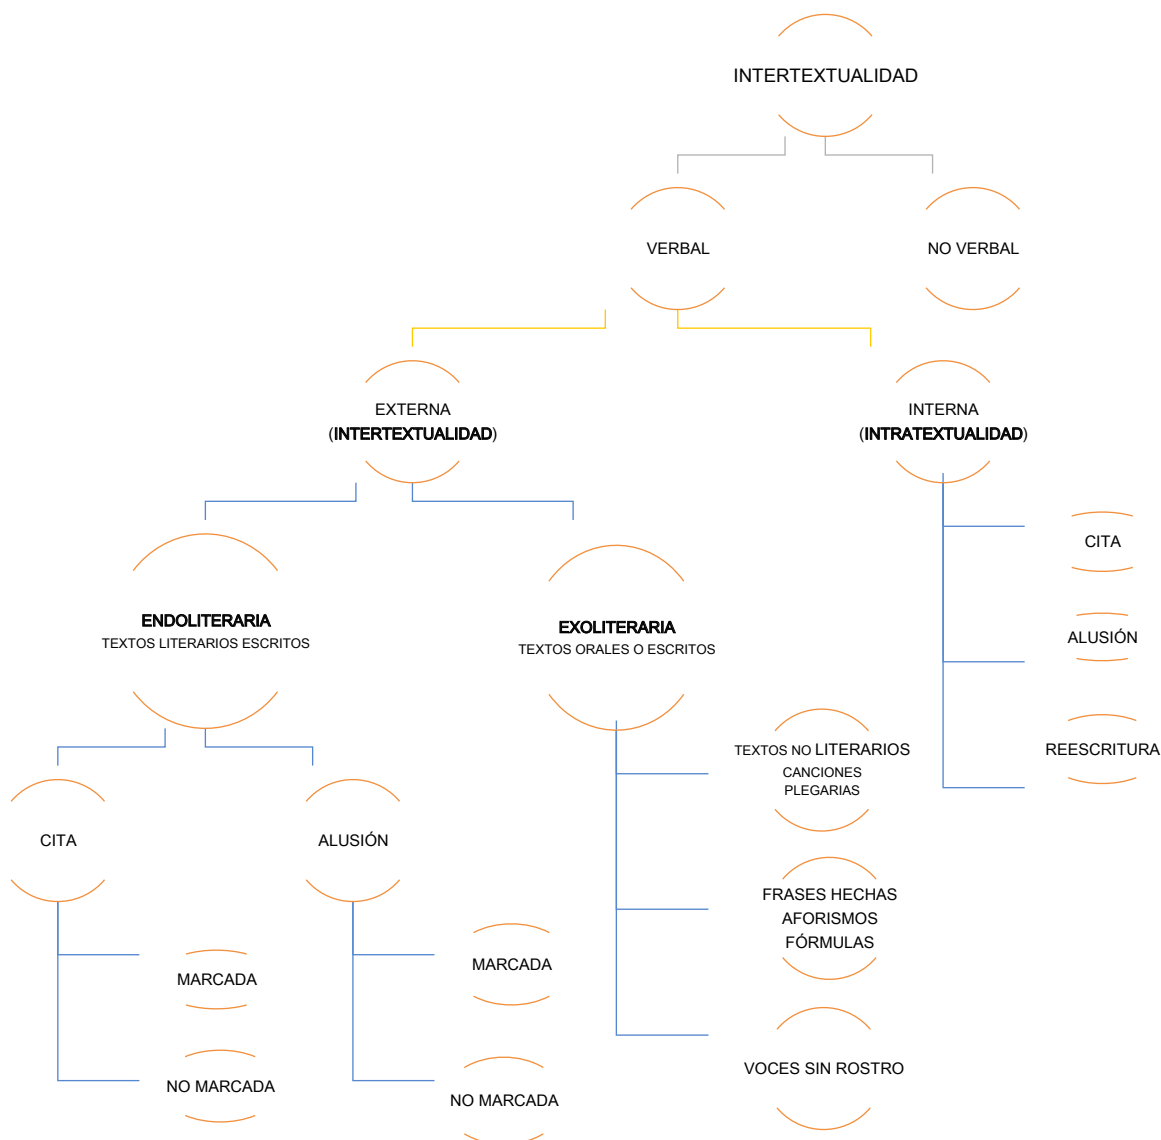 INTERTEXTUALIDAD
VERBAL
NO VERBAL
EXTERNA
(INTERTEXTUALIDAD)
INTERNA
(INTRATEXTUALIDAD)
ENDOLITERARIA
TEXTOS LITERARIOS ESCRITOS
EXOLITERARIA
TEXTOS ORALES O ESCRITOS
CITA
ALUSIÓN
REESCRITURA
CITA
ALUSIÓN
TEXTOS NO LITERARIOS
CANCIONES
PLEGARIAS
FRASES HECHAS
AFORISMOS
FÓRMULAS
VOCES SIN ROSTRO
MARCADA
NO MARCADA
MARCADA
NO MARCADA